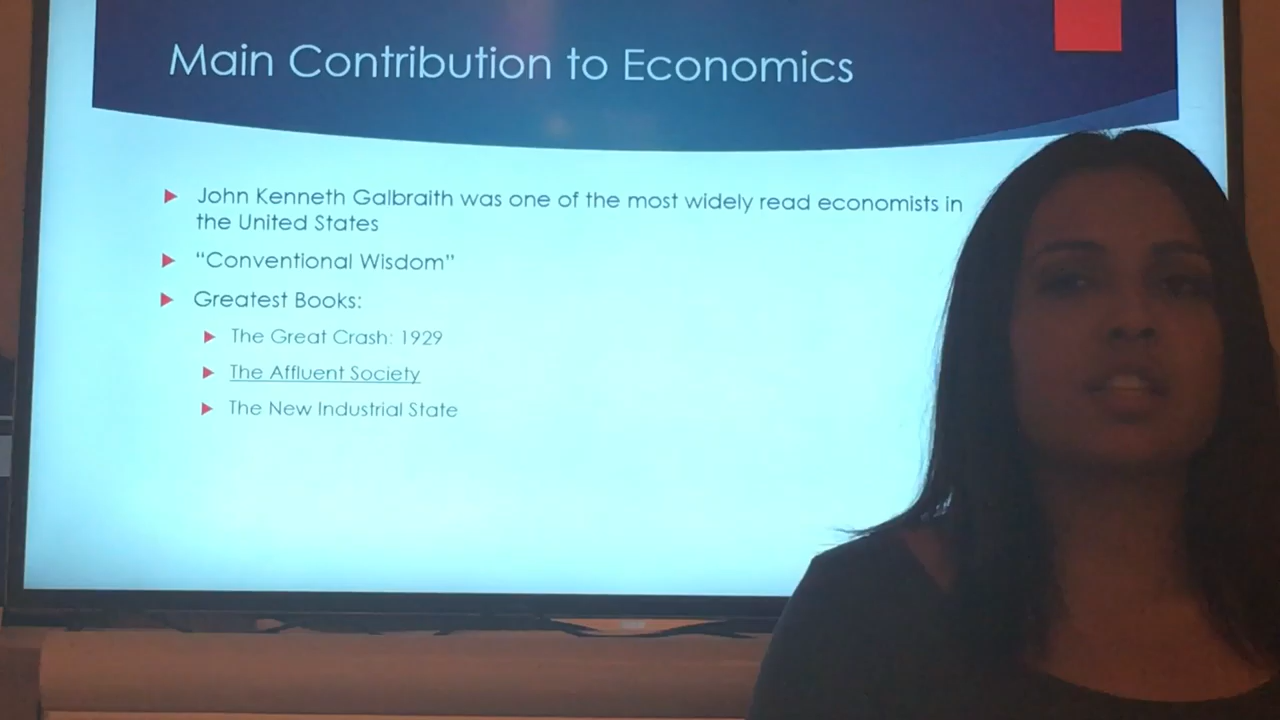 Main Contribution to Economics
John Kenneth Galbraith was one of the most widely read economists in
the United States
“Conventional Wisdom”
Greatest Books:
The Great Crash: 1929
The Affluent Society
The New Industrial State